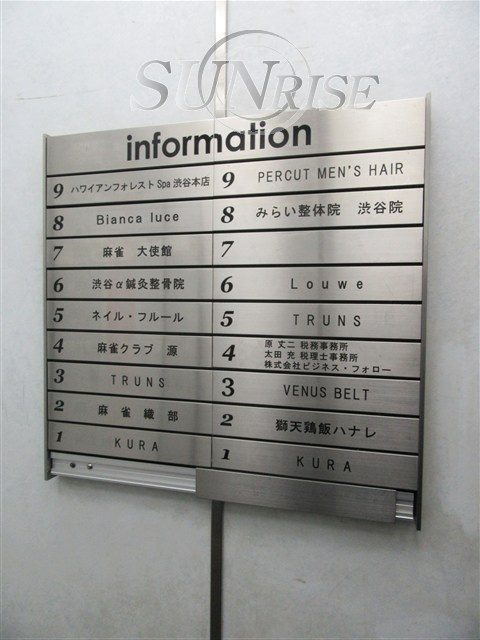 SUNRISE
information
9 ハワイアンフォレスト Spa 渋谷本店
8 Bianca luce
7 麻雀 大使館
6 渋谷α鍼灸整骨院
5 ネイル・フルール
4 麻雀クラブ 源
3 TRUNS
2 麻雀 織部
1 KURA
9 PERCUT MEN'S HAIR
8 みらい整体院 渋谷院
7
6 Louwe
5 TRUNS
4 原 丈二 税務事務所
太田 充 税理士事務所
株式会社ビジネス・フォロー
3 VENUS BELT
2 獅天鶏飯ハナレ
1 KURA